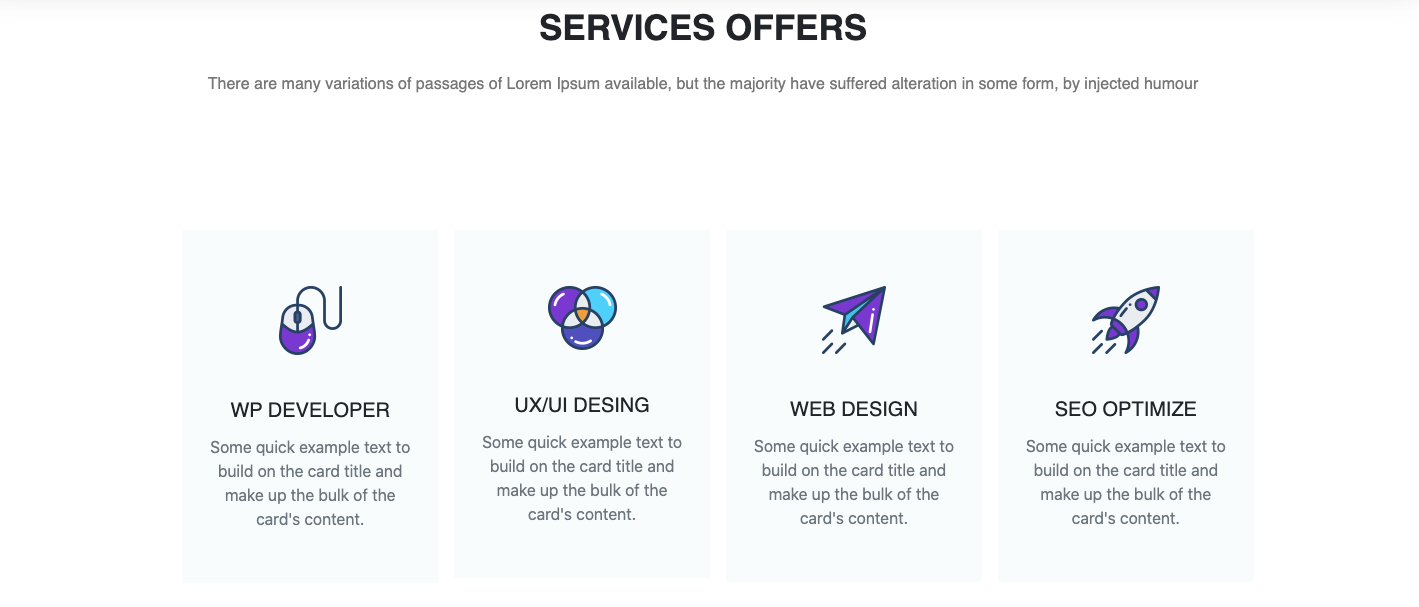 SERVICES OFFERS
There are many variations of passages of Lorem Ipsum available, but the majority have suffered alteration in some form, by injected humour
WP DEVELOPER
Some quick example text to
build on the card title and
make up the bulk of the
card's content.
UX/UI DESING
Some quick example text to
build on the card title and
make up the bulk of the
card's content.
WEB DESIGN
Some quick example text to
build on the card title and
make up the bulk of the
card's content.
SEO OPTIMIZE
Some quick example text to
build on the card title and
make up the bulk of the
card's content.